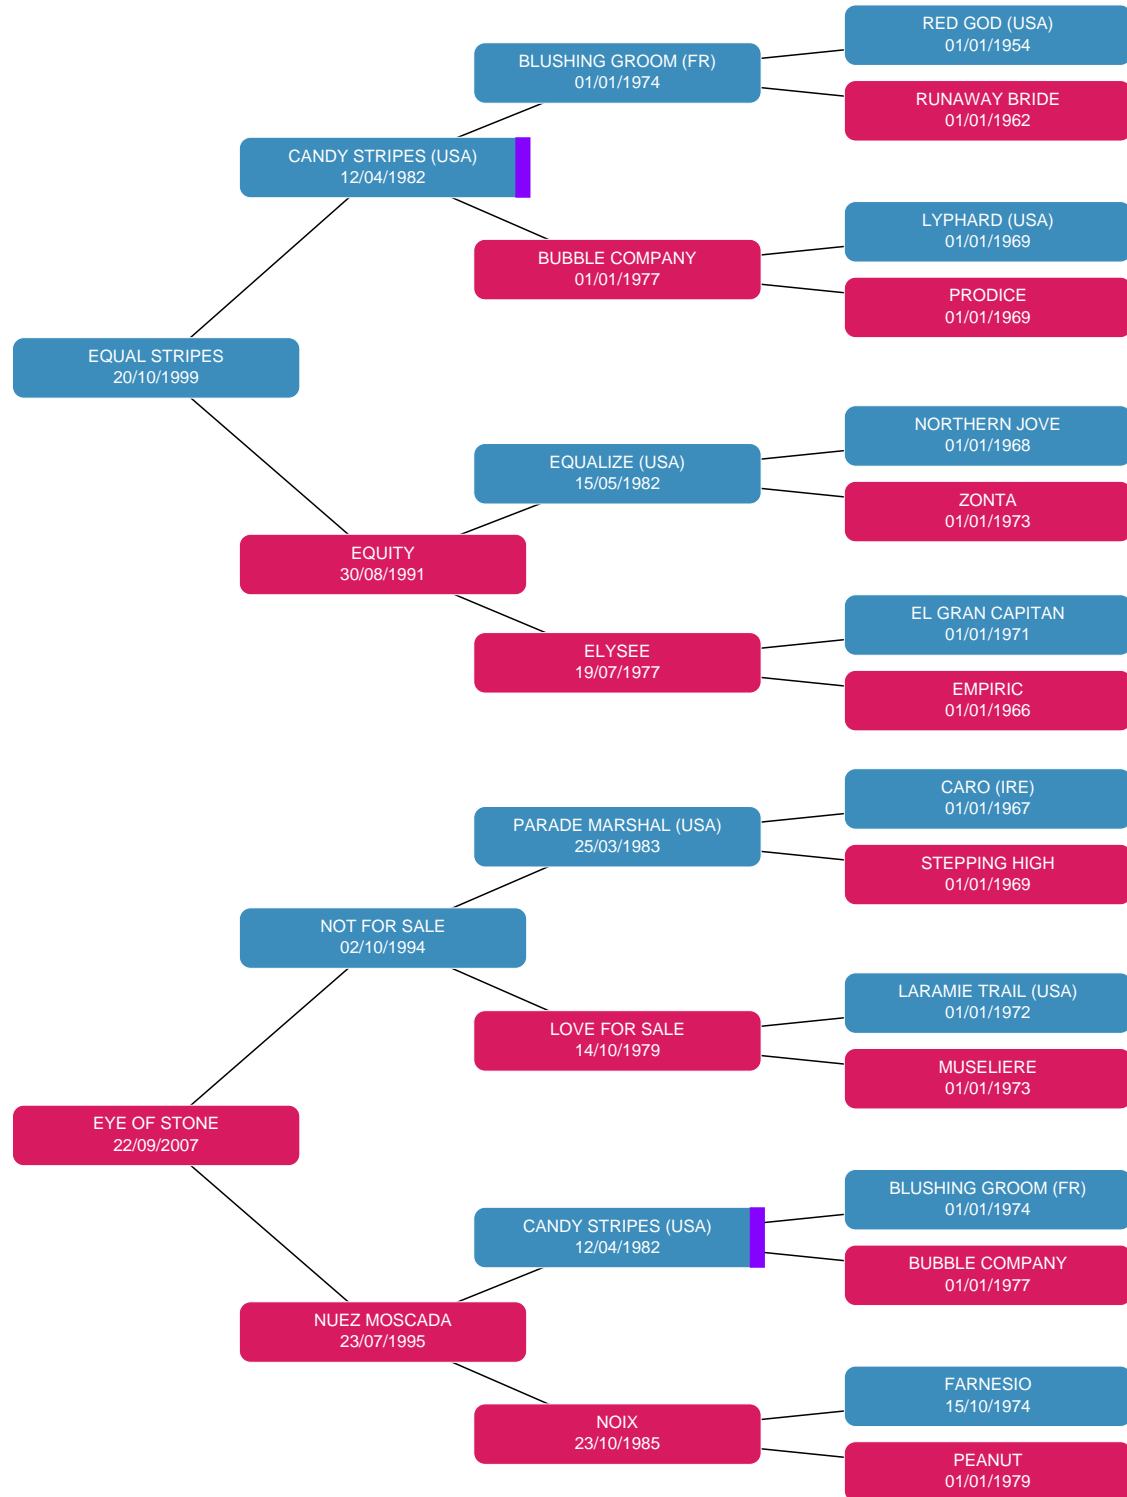 RED GOD (USA)
01/01/1954
BLUSHING GROOM (FR)
01/01/1974
RUNAWAY BRIDE
01/01/1962
CANDY STRIPES (USA)
12/04/1982
LYPHARD (USA)
01/01/1969
BUBBLE COMPANY
01/01/1977
PRODICE
01/01/1969
EQUAL STRIPES
20/10/1999
NORTHERN JOVE
01/01/1968
EQUALIZE (USA)
15/05/1982
ZONTA
01/01/1973
EQUITY
30/08/1991
EL GRAN CAPITAN
01/01/1971
ELYSEE
19/07/1977
EMPIRIC
01/01/1966
CARO (IRE)
01/01/1967
PARADE MARSHAL (USA)
25/03/1983
STEPPING HIGH
01/01/1969
NOT FOR SALE
02/10/1994
LARAMIE TRAIL (USA)
01/01/1972
LOVE FOR SALE
14/10/1979
MUSELIERE
01/01/1973
EYE OF STONE
22/09/2007
BLUSHING GROOM (FR)
01/01/1974
CANDY STRIPES (USA)
12/04/1982
BUBBLE COMPANY
01/01/1977
NUEZ MOSCADA
23/07/1995
FARNESIO
15/10/1974
NOIX
23/10/1985
PEANUT
01/01/1979